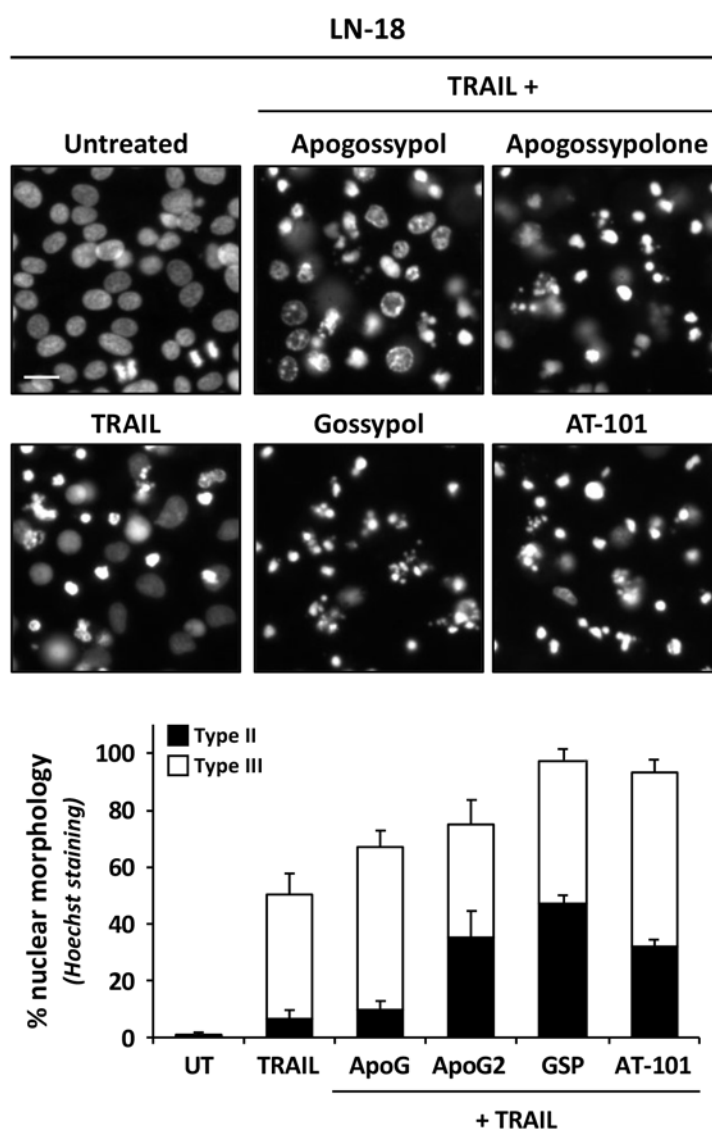 LN-18
TRAIL +
Untreated
Apogossypol
Apogossypolone
TRAIL
Gossypol
AT-101
% nuclear morphology
(Hoechst staining)
Type II
Type III
100
80
60
40
20
0
UT TRAIL ApoG ApoG2 GSP AT-101
+ TRAIL